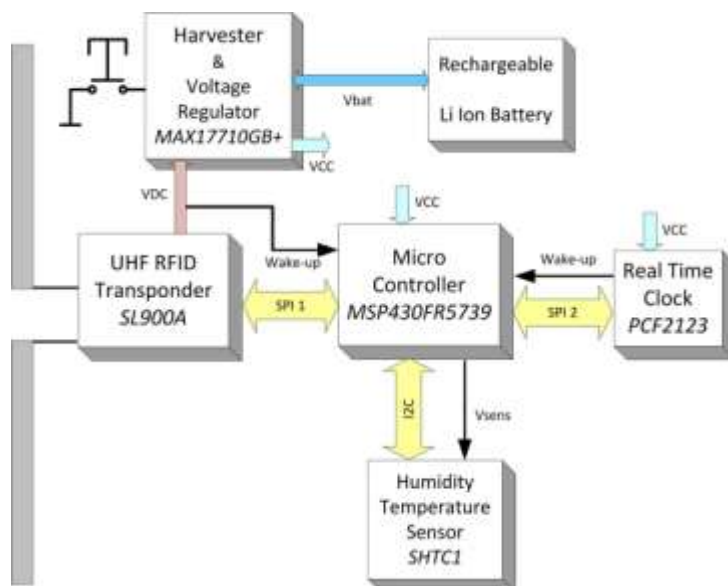 Harvester
&
Voltage
Regulator
MAX17710GB+
Vbat
Rechargeable
Li Ion Battery
VCC
VDC
Wake-up
VCC
UHF RFID
Transponder
SL900A
SPI 1
Micro
Controller
MSP430FR5739
Wake-up
SPI 2
VCC
Real Time
Clock
PCF2123
I2C
Vsens
Humidity
Temperature
Sensor
SHTC1